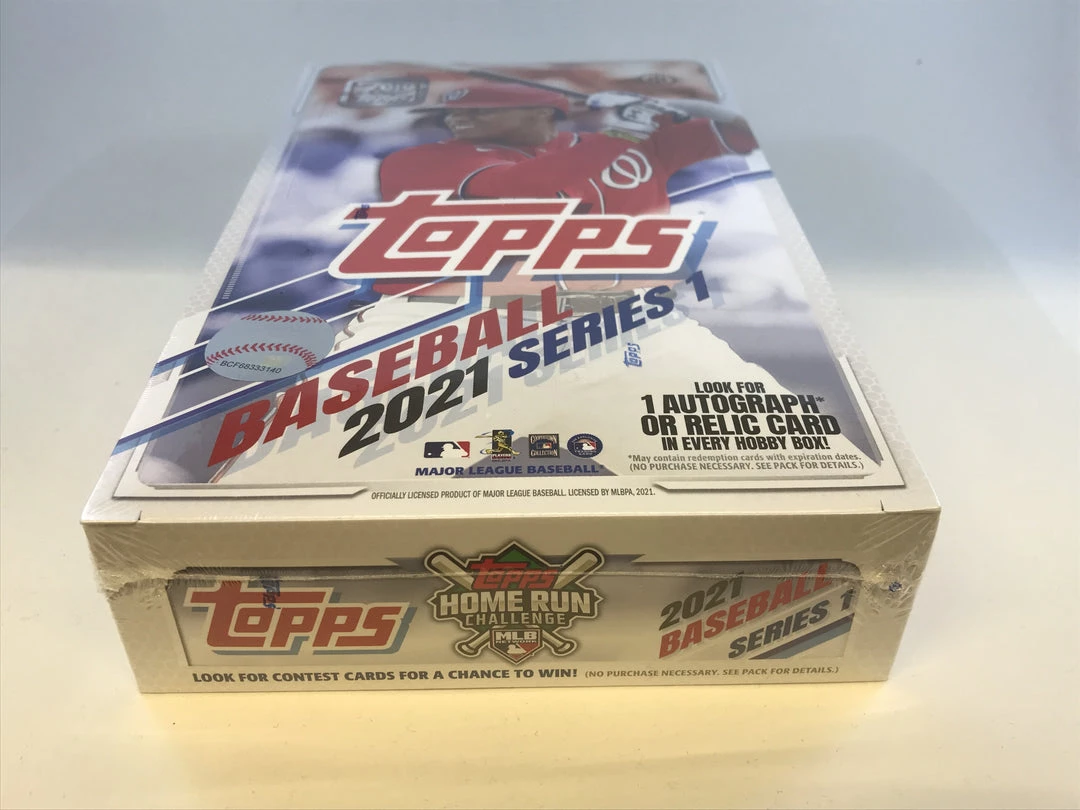 topps
BASEBALL
2021 SERIES 1
BCF68333140
topps
LOOK FOR
1 AUTOGRAPH*
OR RELIC CARD
IN EVERY HOBBY BOX!
*May contain redemption cards with expiration dates.
(NO PURCHASE NECESSARY. SEE PACK FOR DETAILS.)
MAJOR LEAGUE BASEBALL
OFFICIALLY LICENSED PRODUCT OF MAJOR LEAGUE BASEBALL. LICENSED BY MLBPA, 2021.
topps
topps
HOME RUN
CHALLENGE
MLB
NETWORK
2021
BASEBALL
SERIES 1
LOOK FOR CONTEST CARDS FOR A CHANCE TO WIN! (NO PURCHASE NECESSARY. SEE PACK FOR DETAILS.)